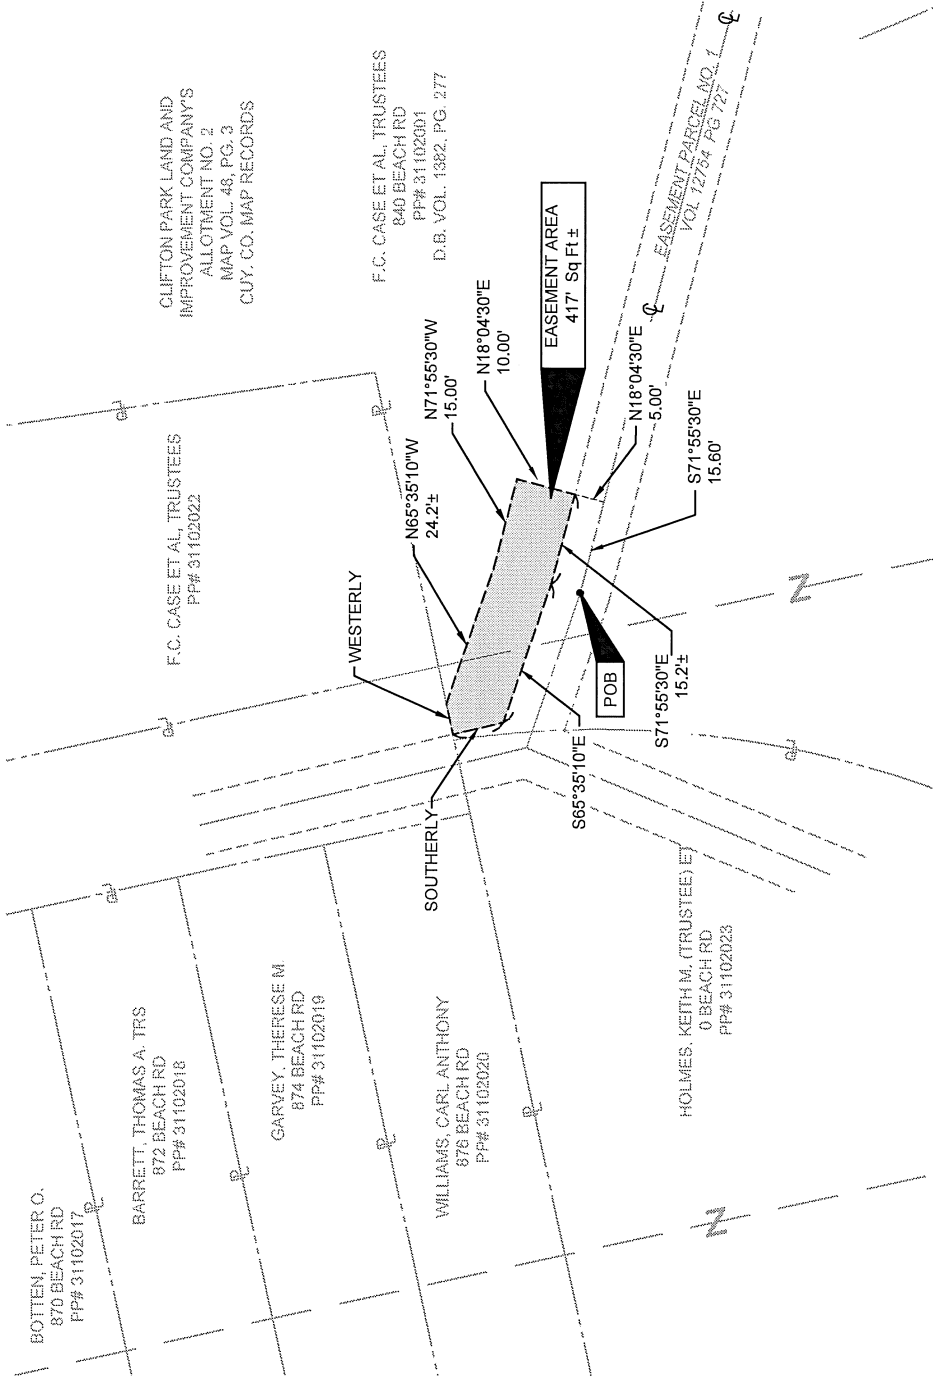 CLIFTON PARK LAND AND
IMPROVEMENT COMPANY'S
ALLOTMENT NO. 2
MAP VOL. 48, PG. 3
CUY. CO. MAP RECORDS
F.C. CASE ET AL, TRUSTEES
840 BEACH RD
PP# 31102001
D.B. VOL. 1382, PG. 277
F.C. CASE ET AL, TRUSTEES
PP# 31102022
EASEMENT AREA
417' Sq Ft ±
EASEMENT PARCEL NO. 1
VOL 12754 PG 727
N71°55'30"W
15.00'
N18°04'30"E
10.00'
N65°35'10"W
24.2'±
WESTERLY
SOUTHERLY
N18°04'30"E
5.00'
S71°55'30"E
15.60'
S71°55'30"E
15.2'±
S65°35'10"E
POB
BOTTEN, PETER O.
870 BEACH RD
PP# 31102017
BARRETT, THOMAS A. TRS
872 BEACH RD
PP# 31102018
GARVEY, THERESE M.
874 BEACH RD
PP# 31102019
WILLIAMS, CARL ANTHONY
876 BEACH RD
PP# 31102020
HOLMES, KEITH M. (TRUSTEE) ET
0 BEACH RD
PP# 31102023
Z
Z